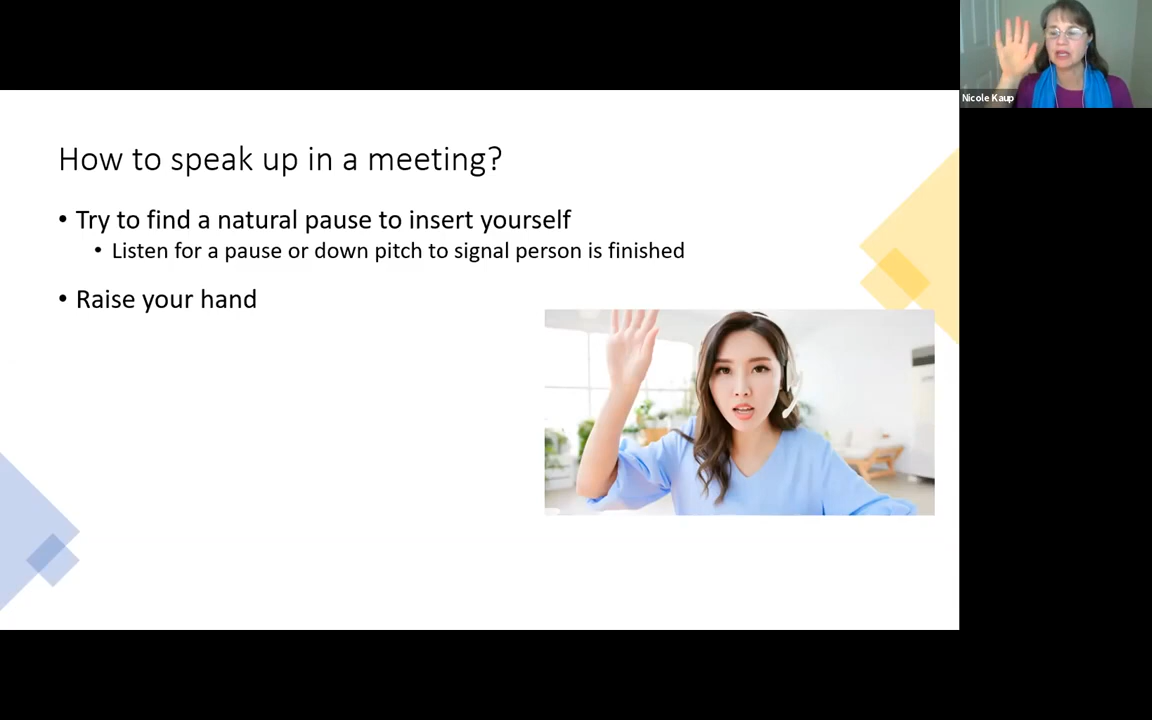 Nicole Kaup
How to speak up in a meeting?
• Try to find a natural pause to insert yourself
• Listen for a pause or down pitch to signal person is finished
• Raise your hand